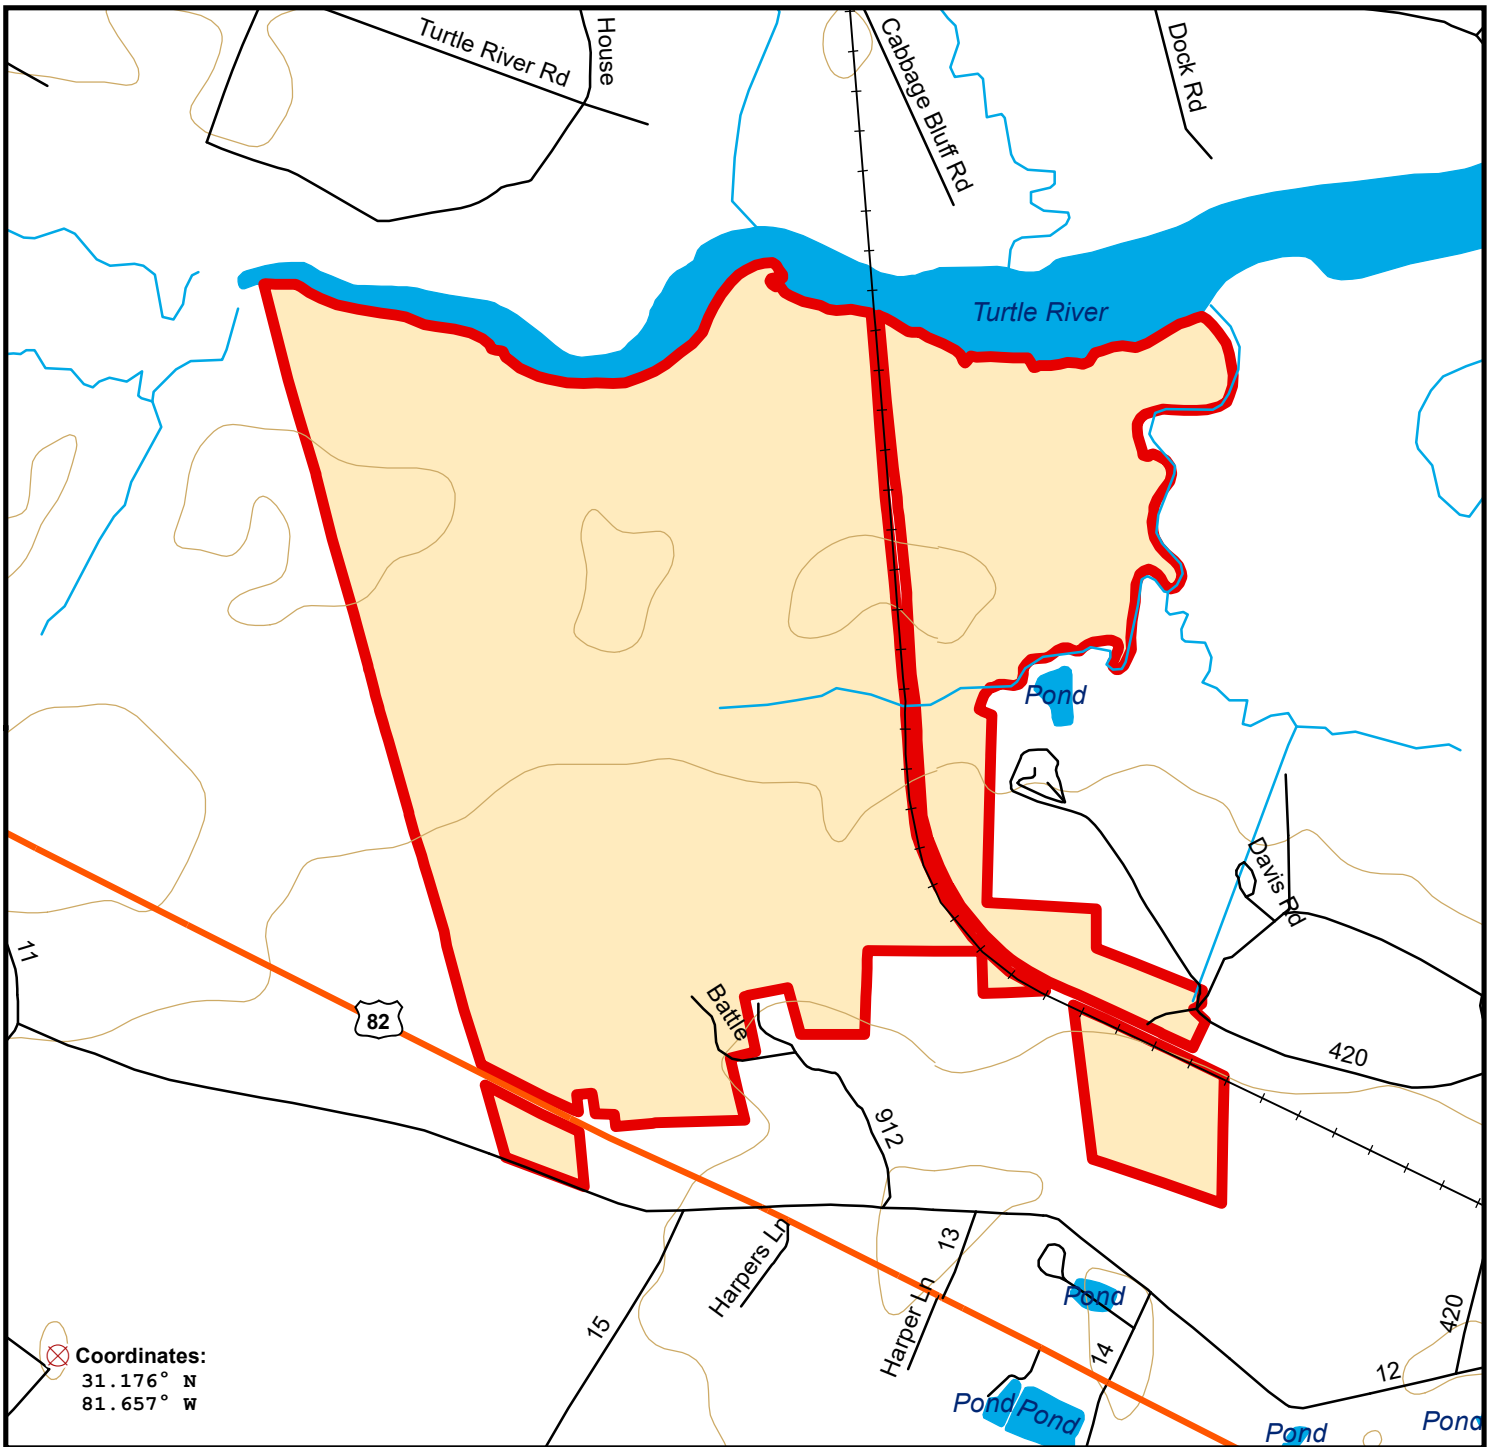 Turtle River Rd
House
Cabbage Bluff Rd
Dock Rd
Turtle River
Pond
Davis Rd
11
82
Battle
420
912
Harpers Ln
13
Harper Ln
15
Pond
14
420
12
Coordinates:
31.176° N
81.657° W
Pond
Pond
Pond
Pond